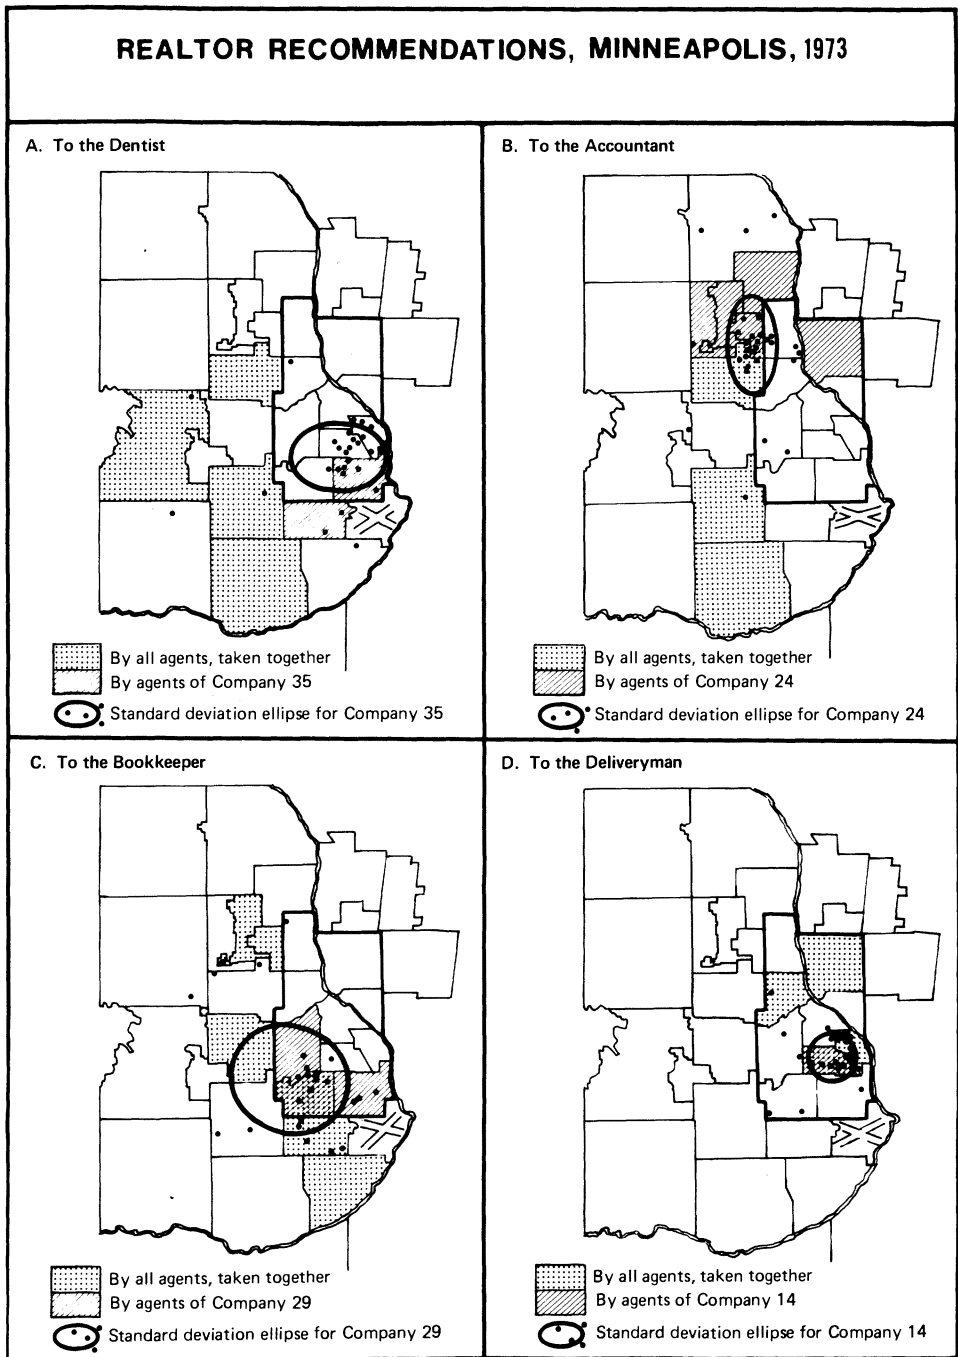 REALTOR RECOMMENDATIONS, MINNEAPOLIS, 1973
A. To the Dentist
By all agents, taken together
By agents of Company 35
Standard deviation ellipse for Company 35
B. To the Accountant
By all agents, taken together
By agents of Company 24
Standard deviation ellipse for Company 24
C. To the Bookkeeper
By all agents, taken together
By agents of Company 29
Standard deviation ellipse for Company 29
D. To the Deliveryman
By all agents, taken together
By agents of Company 14
Standard deviation ellipse for Company 14